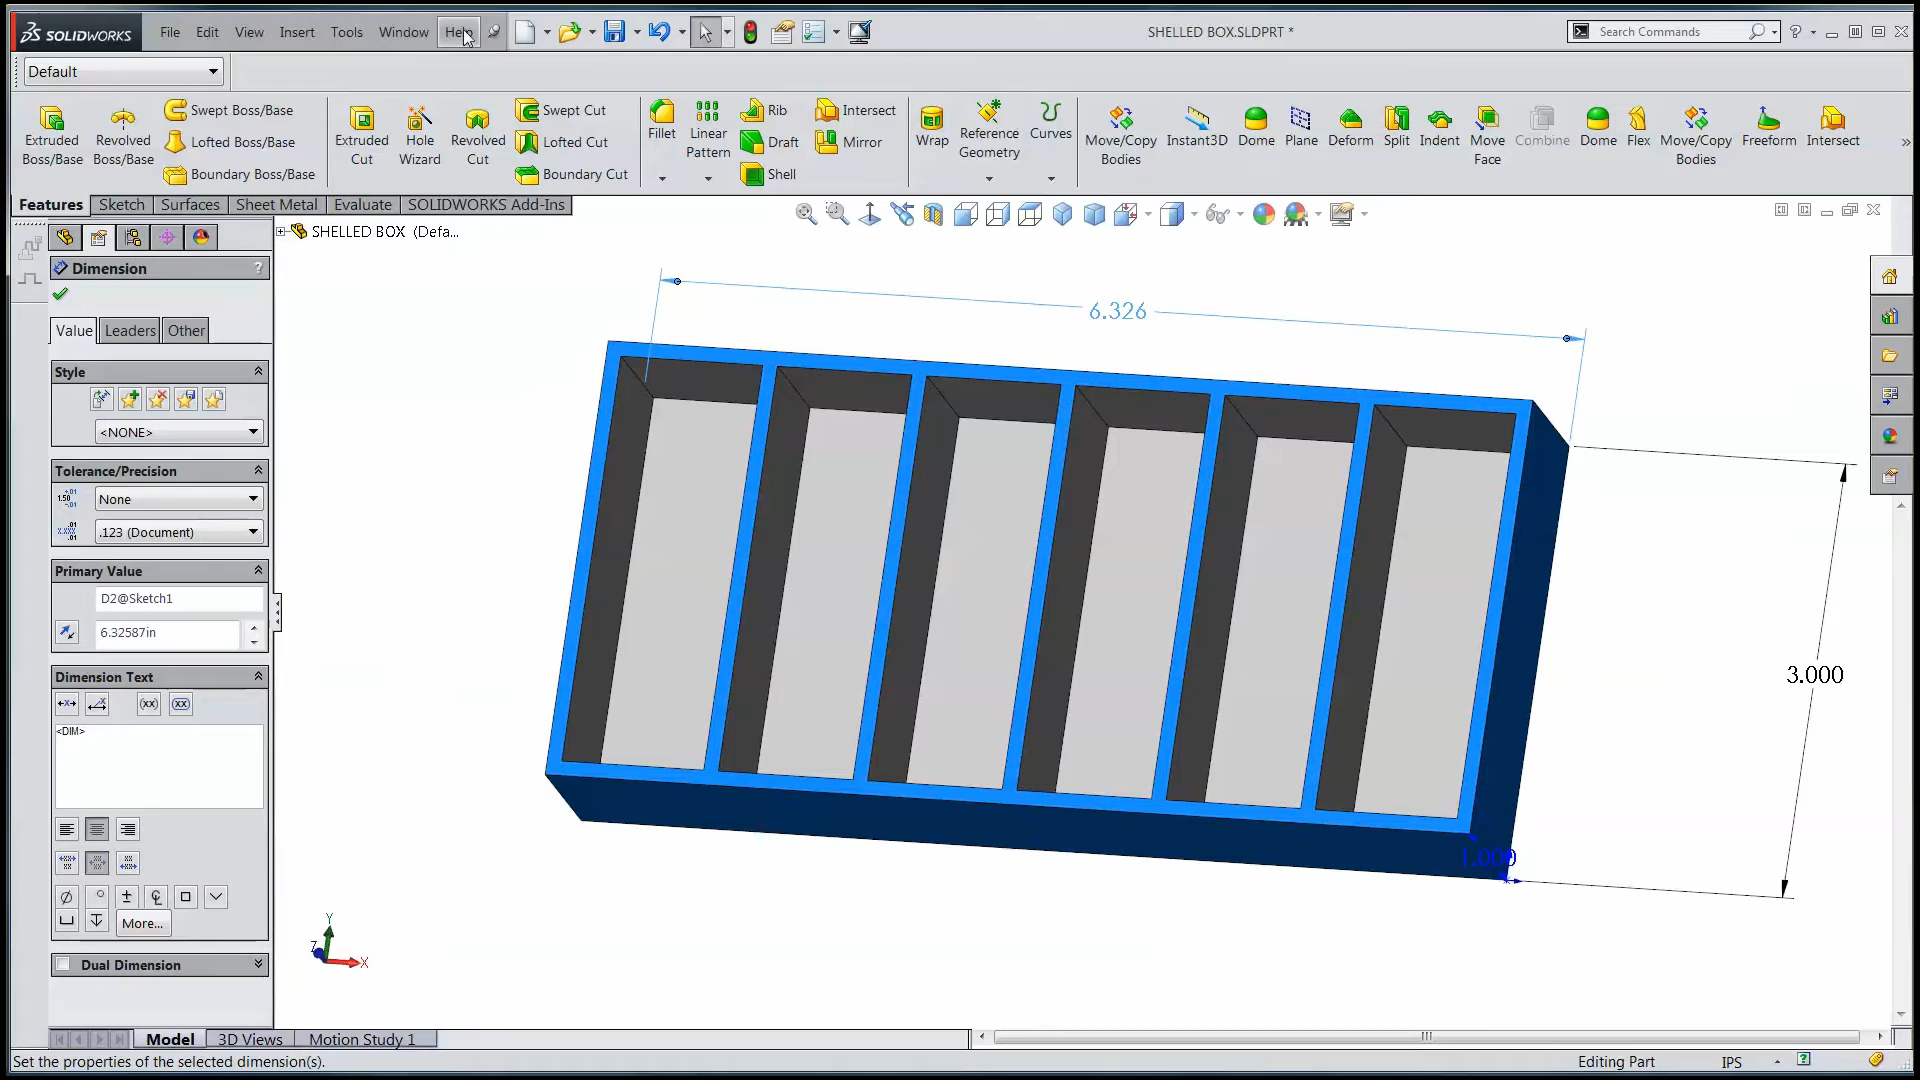 SOLIDWORKS File Edit View Insert Tools Window Help SHELLED BOX.SLDPRT * Search Commands ?
Default
Extruded Boss/Base
Revolved Boss/Base
Swept Boss/Base
Lofted Boss/Base
Boundary Boss/Base
Extruded Cut
Hole Wizard
Revolved Cut
Swept Cut
Lofted Cut
Boundary Cut
Fillet
Linear Pattern
Rib
Draft
Shell
Intersect
Mirror
Wrap
Reference Geometry
Curves
Move/Copy Bodies
Instant3D
Dome
Plane
Deform
Split
Indent
Move Face
Combine
Dome
Flex
Move/Copy Bodies
Freeform
Intersect
Features Sketch Surfaces Sheet Metal Evaluate SOLIDWORKS Add-Ins
SHELLED BOX (Defa...
Dimension ?
Value Leaders Other
Style
<NONE>
Tolerance/Precision
None
.123 (Document)
Primary Value
D2@Sketch1
6.32587in
Dimension Text
(xx) (xx)
<DIM>
More...
Dual Dimension
6.326
3.000
1.000
Y
Z
X
Model 3D Views Motion Study 1
Set the properties of the selected dimension(s). Editing Part IPS ?